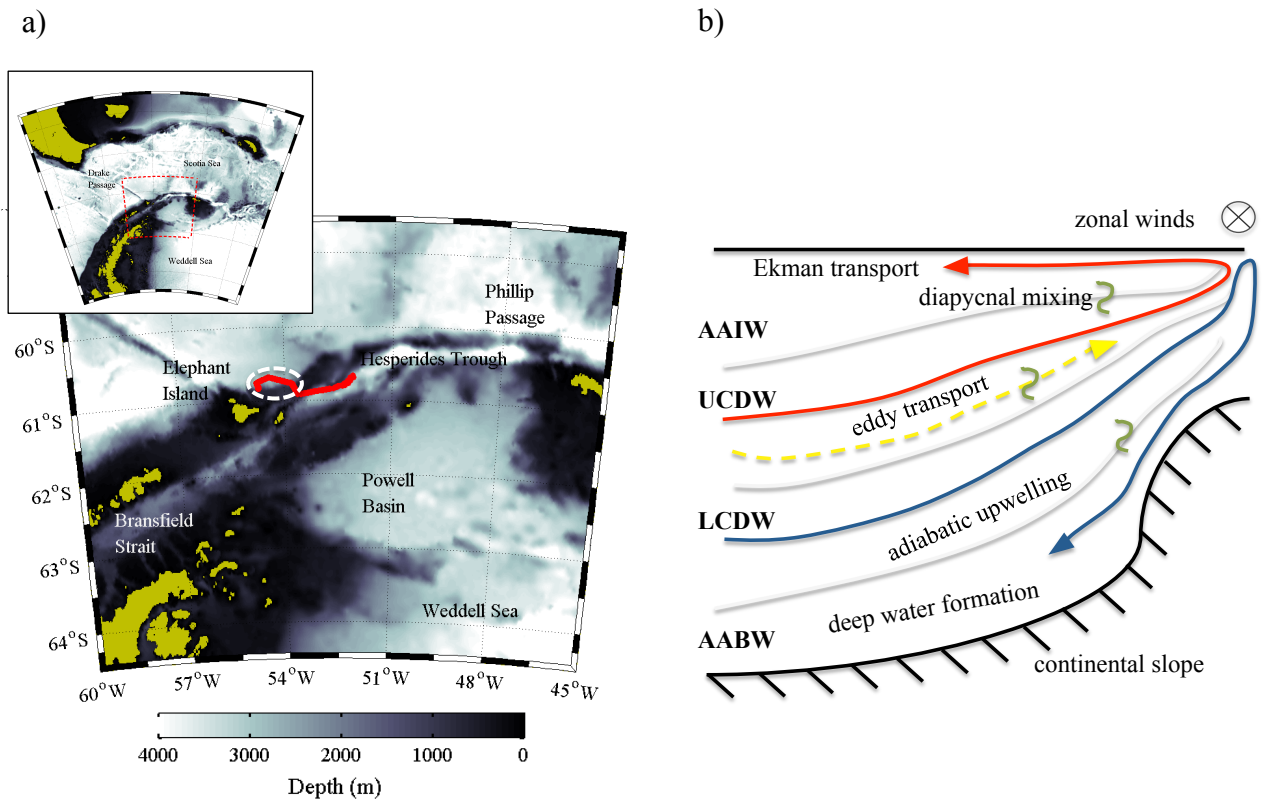 a)
Drake
Passage
Scotia Sea
Weddell Sea
Phillip
Passage
Hesperides Trough
Elephant
Island
Powell
Basin
Bransfield
Strait
Weddell Sea
60°S
61°S
62°S
63°S
64°S
60°W
57°W
54°W
51°W
48°W
45°W
4000
3000
2000
1000
0
Depth (m)
b)
zonal winds
Ekman transport
diapycnal mixing
AAIW
UCDW
eddy transport
LCDW
adiabatic upwelling
deep water formation
AABW
continental slope